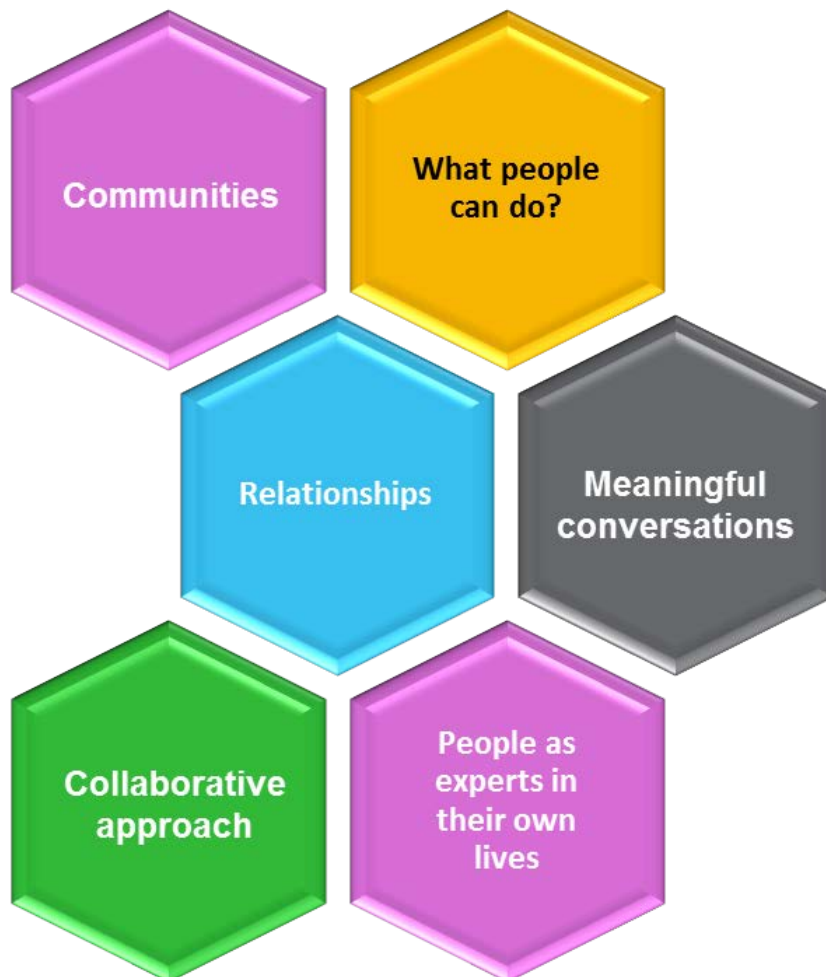 Communities
What people
can do?
Relationships
Meaningful
conversations
Collaborative
approach
People as
experts in
their own
lives